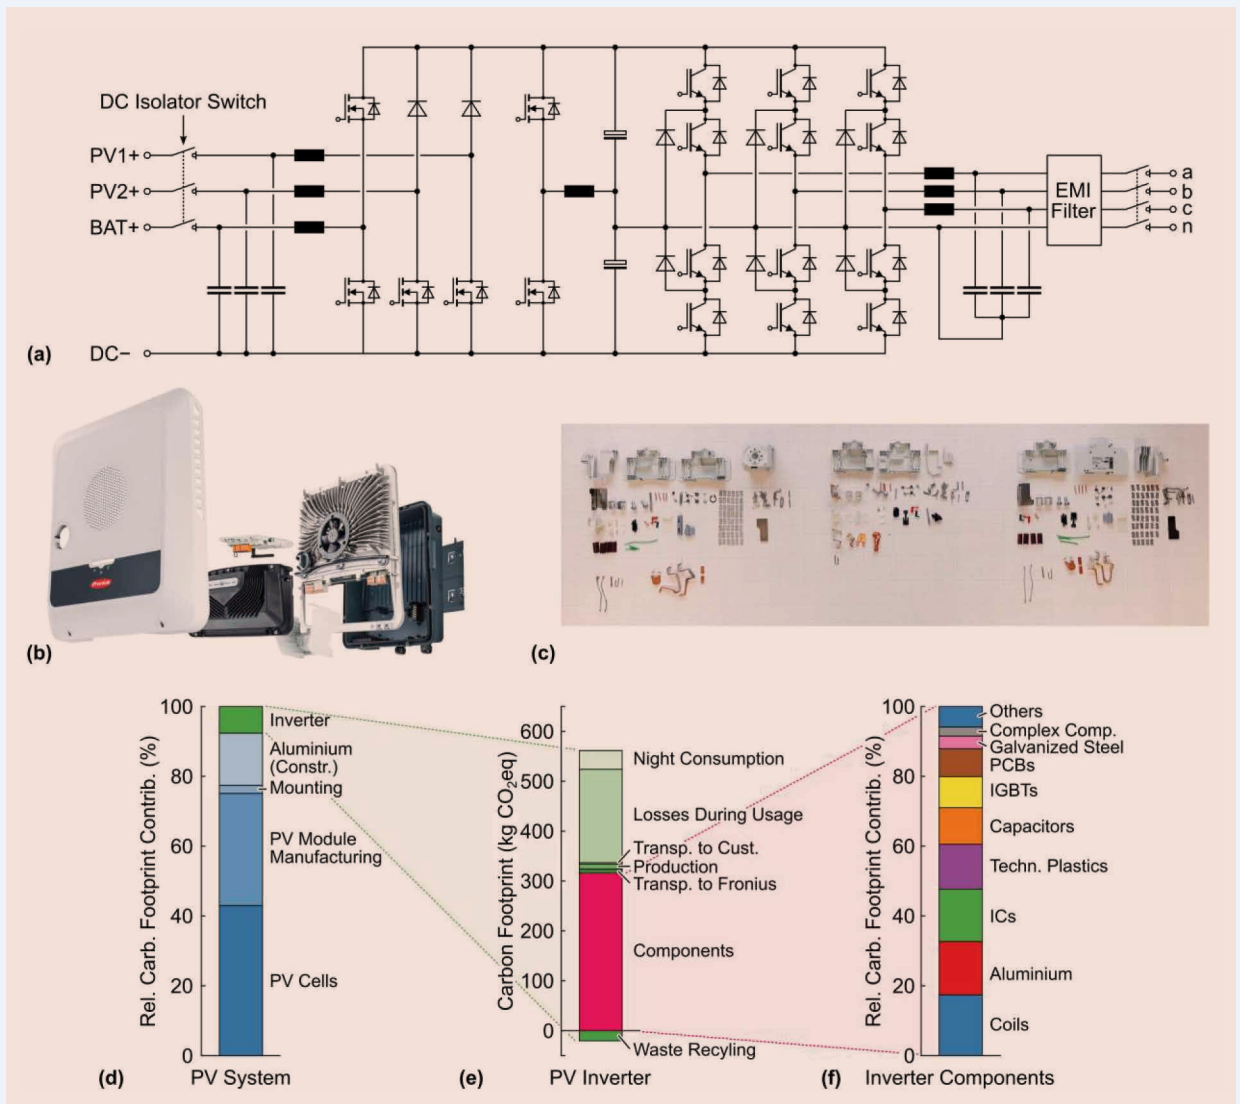 DC Isolator Switch
PV1+
PV2+
BAT+
DC−
EMI
Filter
a
b
c
n
(a)
Fronius
(b)
(c)
Rel. Carb. Footprint Contrib. (%)
100
80
60
40
20
0
Inverter
Aluminium
(Constr.)
Mounting
PV Module
Manufacturing
PV Cells
(d)
PV System
Carbon Footprint (kg CO₂eq)
600
500
400
300
200
100
0
Night Consumption
Losses During Usage
Transp. to Cust.
Production
Transp. to Fronius
Components
Waste Recyling
(e)
PV Inverter
Rel. Carb. Footprint Contrib. (%)
100
80
60
40
20
0
Others
Complex Comp.
Galvanized Steel
PCBs
IGBTs
Capacitors
Techn. Plastics
ICs
Aluminium
Coils
(f)
Inverter Components